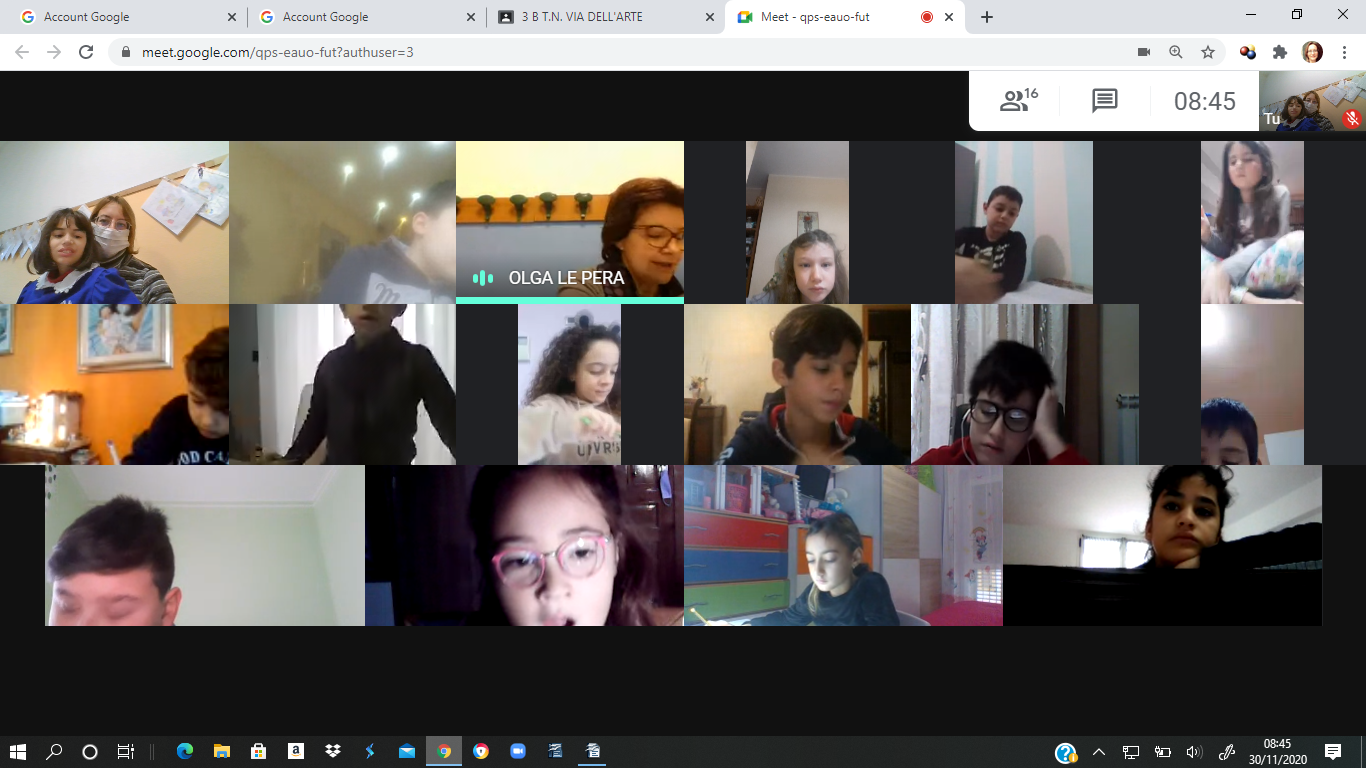 Account Google
Account Google
3 B T.N. VIA DELL'ARTE
Meet - qps-eauo-fut
meet.google.com/qps-eauo-fut?authuser=3
16
08:45
Tu
OLGA LE PERA
08:45
30/11/2020